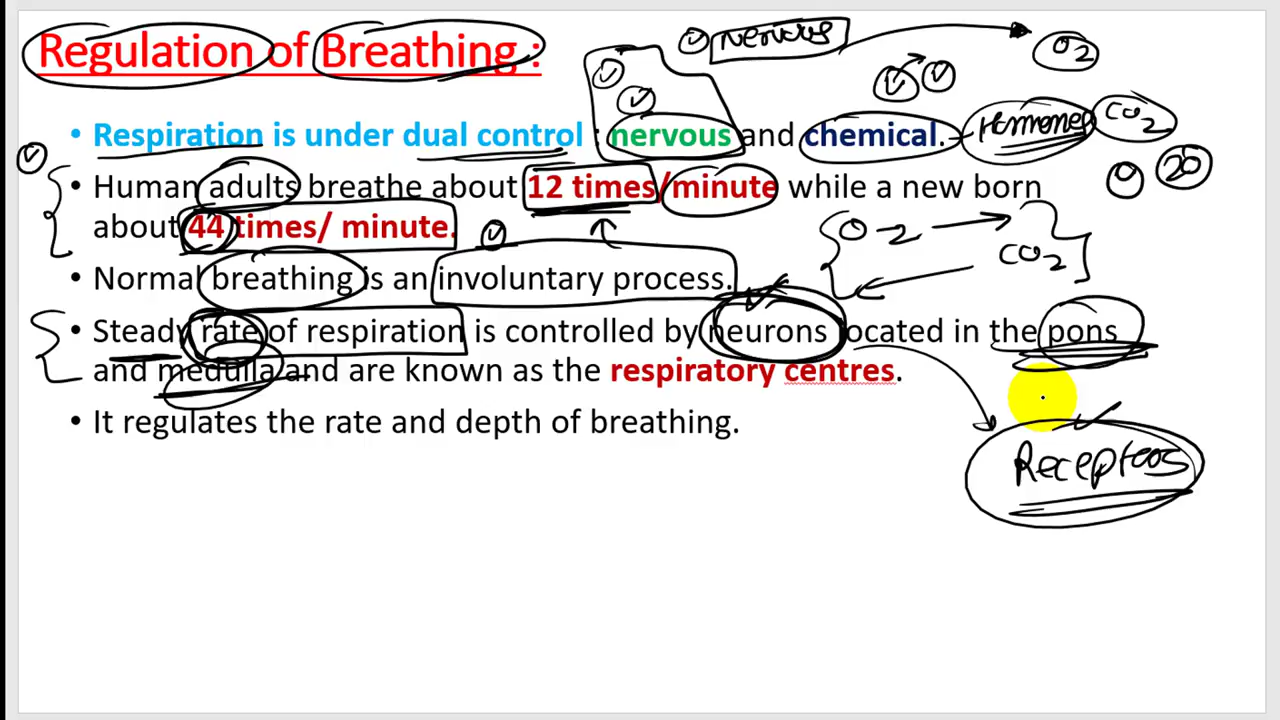 Regulation of Breathing :
nervous
O2
• Respiration is under dual control : nervous and chemical. Hormones CO2
20
• Human adults breathe about 12 times/minute while a new born
about 44 times/ minute.
O2
CO2
• Normal breathing is an involuntary process.
• Steady rate of respiration is controlled by neurons located in the pons
and medulla and are known as the respiratory centres.
• It regulates the rate and depth of breathing.
Receptors